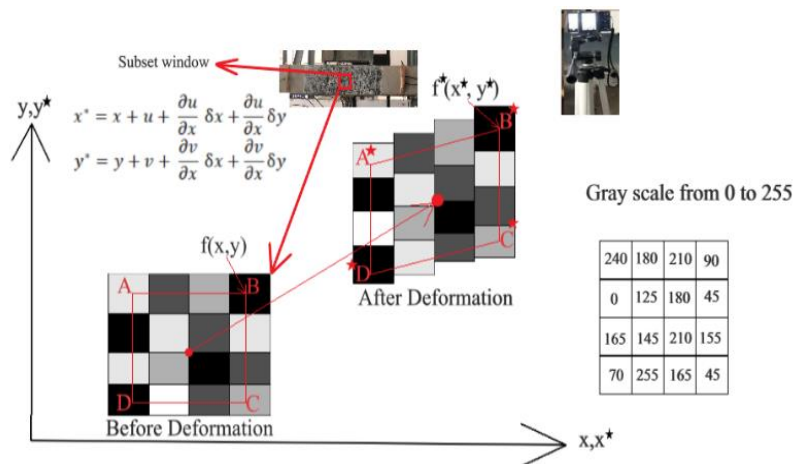 Subset window
y,y★
x* = x + u + ∂u/∂x δx + ∂u/∂x δy
y* = y + v + ∂v/∂x δx + ∂v/∂x δy
f★(x★, y★)
A★ B★
D★ C★
After Deformation
f(x,y)
A B
D C
Before Deformation
x,x★
Gray scale from 0 to 255
240 180 210 90
0 125 180 45
165 145 210 155
70 255 165 45